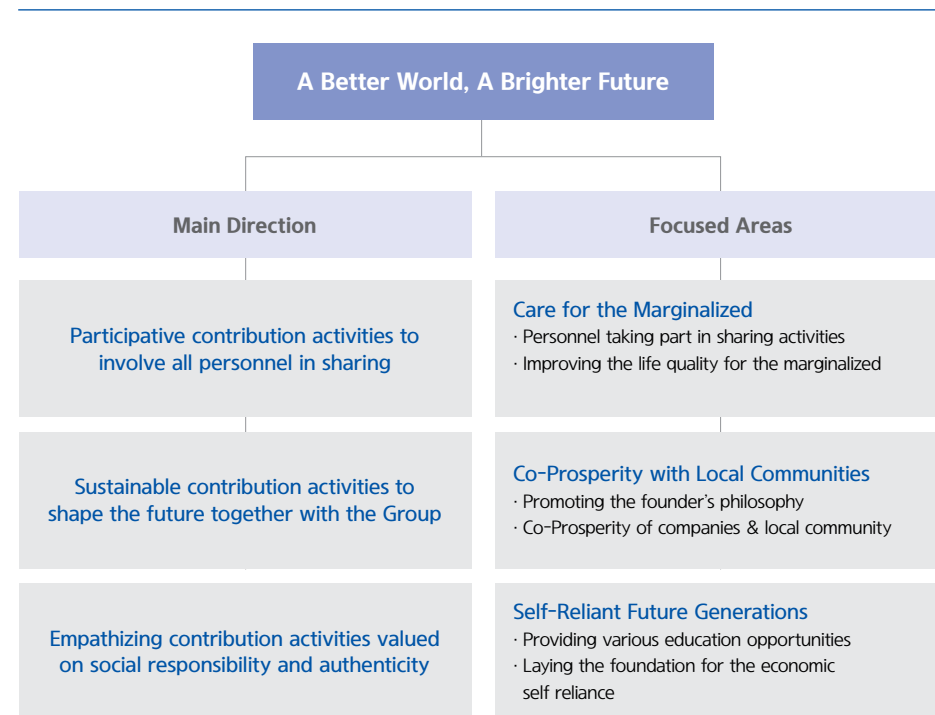 A Better World, A Brighter Future
Main Direction
Participative contribution activities to
involve all personnel in sharing
Sustainable contribution activities to
shape the future together with the Group
Empathizing contribution activities valued
on social responsibility and authenticity
Focused Areas
Care for the Marginalized
· Personnel taking part in sharing activities
· Improving the life quality for the marginalized
Co-Prosperity with Local Communities
· Promoting the founder's philosophy
· Co-Prosperity of companies & local community
Self-Reliant Future Generations
· Providing various education opportunities
· Laying the foundation for the economic
self reliance